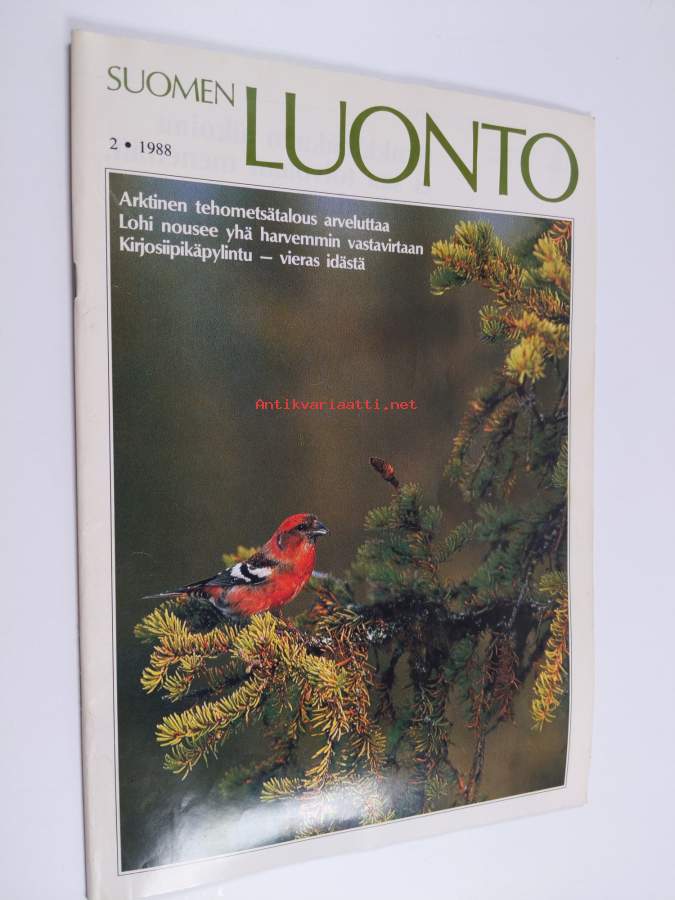 SUOMEN LUONTO
2 • 1988
Arktinen tehometsätalous arveluttaa
Lohi nousee yhä harvemmin vastavirtaan
Kirjosiipikäpylintu – vieras idästä
Antikvariaatti.net